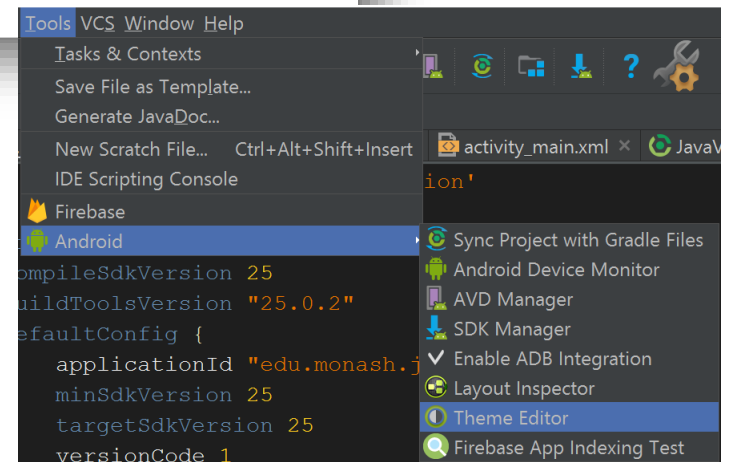 Tools VCS Window Help
Tasks & Contexts
Save File as Template...
Generate JavaDoc...
New Scratch File... Ctrl+Alt+Shift+Insert
IDE Scripting Console
Firebase
Android
?
activity_main.xml
JavaV
ion'
Sync Project with Gradle Files
Android Device Monitor
AVD Manager
SDK Manager
Enable ADB Integration
Layout Inspector
Theme Editor
Firebase App Indexing Test
ompileSdkVersion 25
uildToolsVersion "25.0.2"
efaultConfig {
applicationId "edu.monash.j
minSdkVersion 25
targetSdkVersion 25
versionCode 1